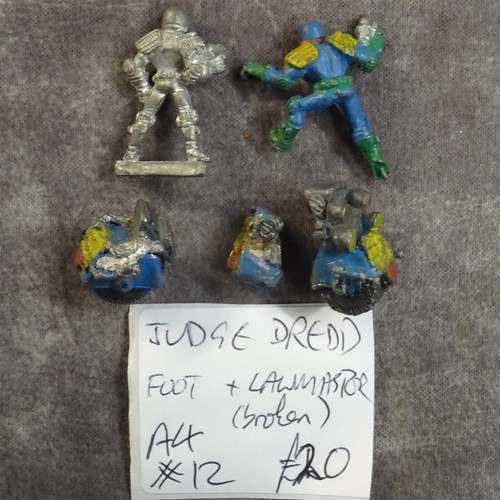 JUDGE DREDD
FOOT + LAWMASTER
(broken)
A4
#12 £20